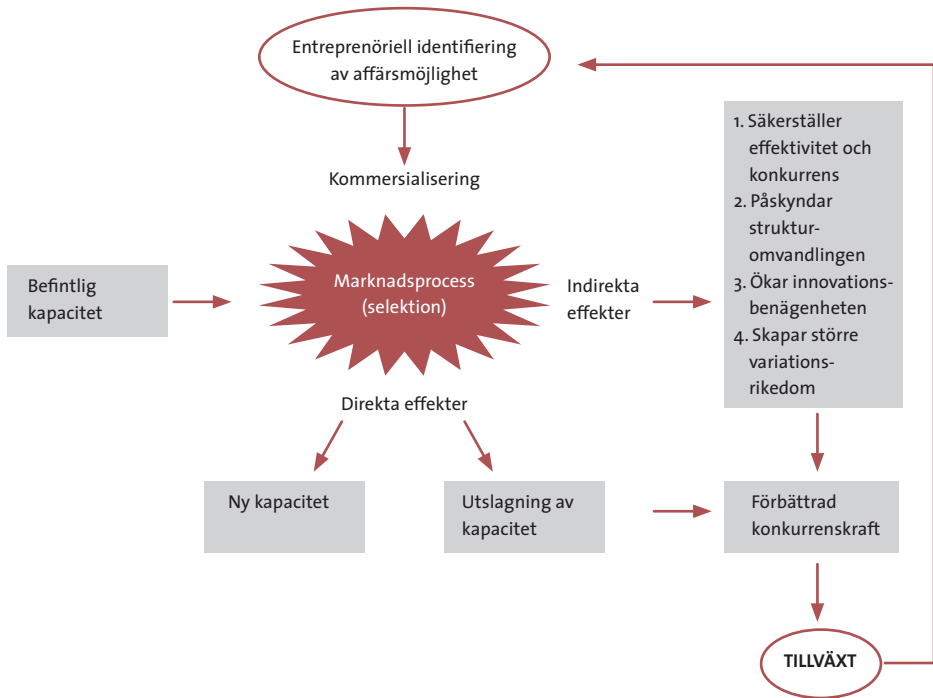 Entreprenöriell identifiering
av affärsmöjlighet
Kommersialisering
Befintlig
kapacitet
Marknadsprocess
(selektion)
Indirekta
effekter
1. Säkerställer
effektivitet och
konkurrens
2. Påskyndar
struktur-
omvandlingen
3. Ökar innovations-
benägenheten
4. Skapar större
variations-
rikedom
Direkta effekter
Ny kapacitet
Utslagning av
kapacitet
Förbättrad
konkurrenskraft
TILLVÄXT